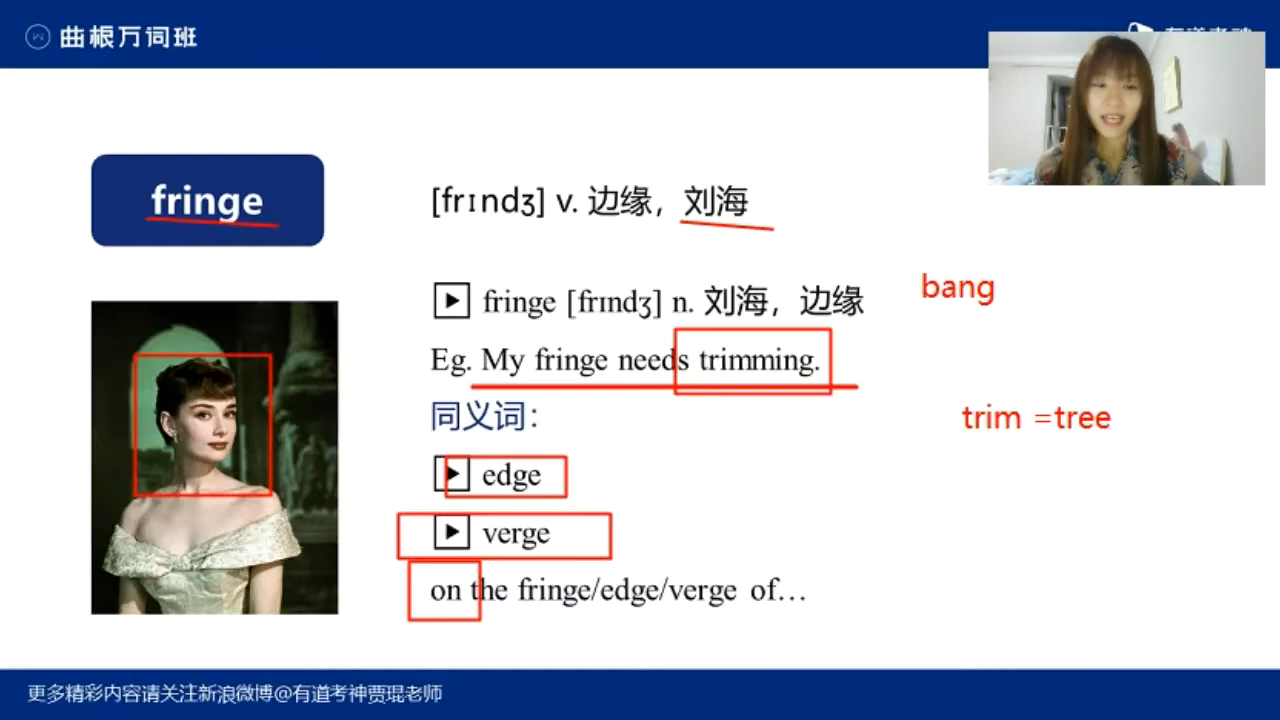 曲根万词班
fringe
[frɪndʒ] v. 边缘，刘海
fringe [frɪndʒ] n. 刘海，边缘
bang
Eg. My fringe needs trimming.
同义词：
trim =tree
edge
verge
on the fringe/edge/verge of…
更多精彩内容请关注新浪微博@有道考神贾琨老师